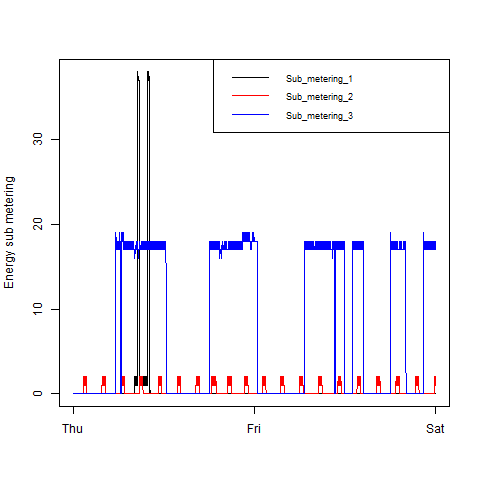 Sub_metering_1
Sub_metering_2
Sub_metering_3
Energy sub metering
30
20
10
0
Thu Fri Sat